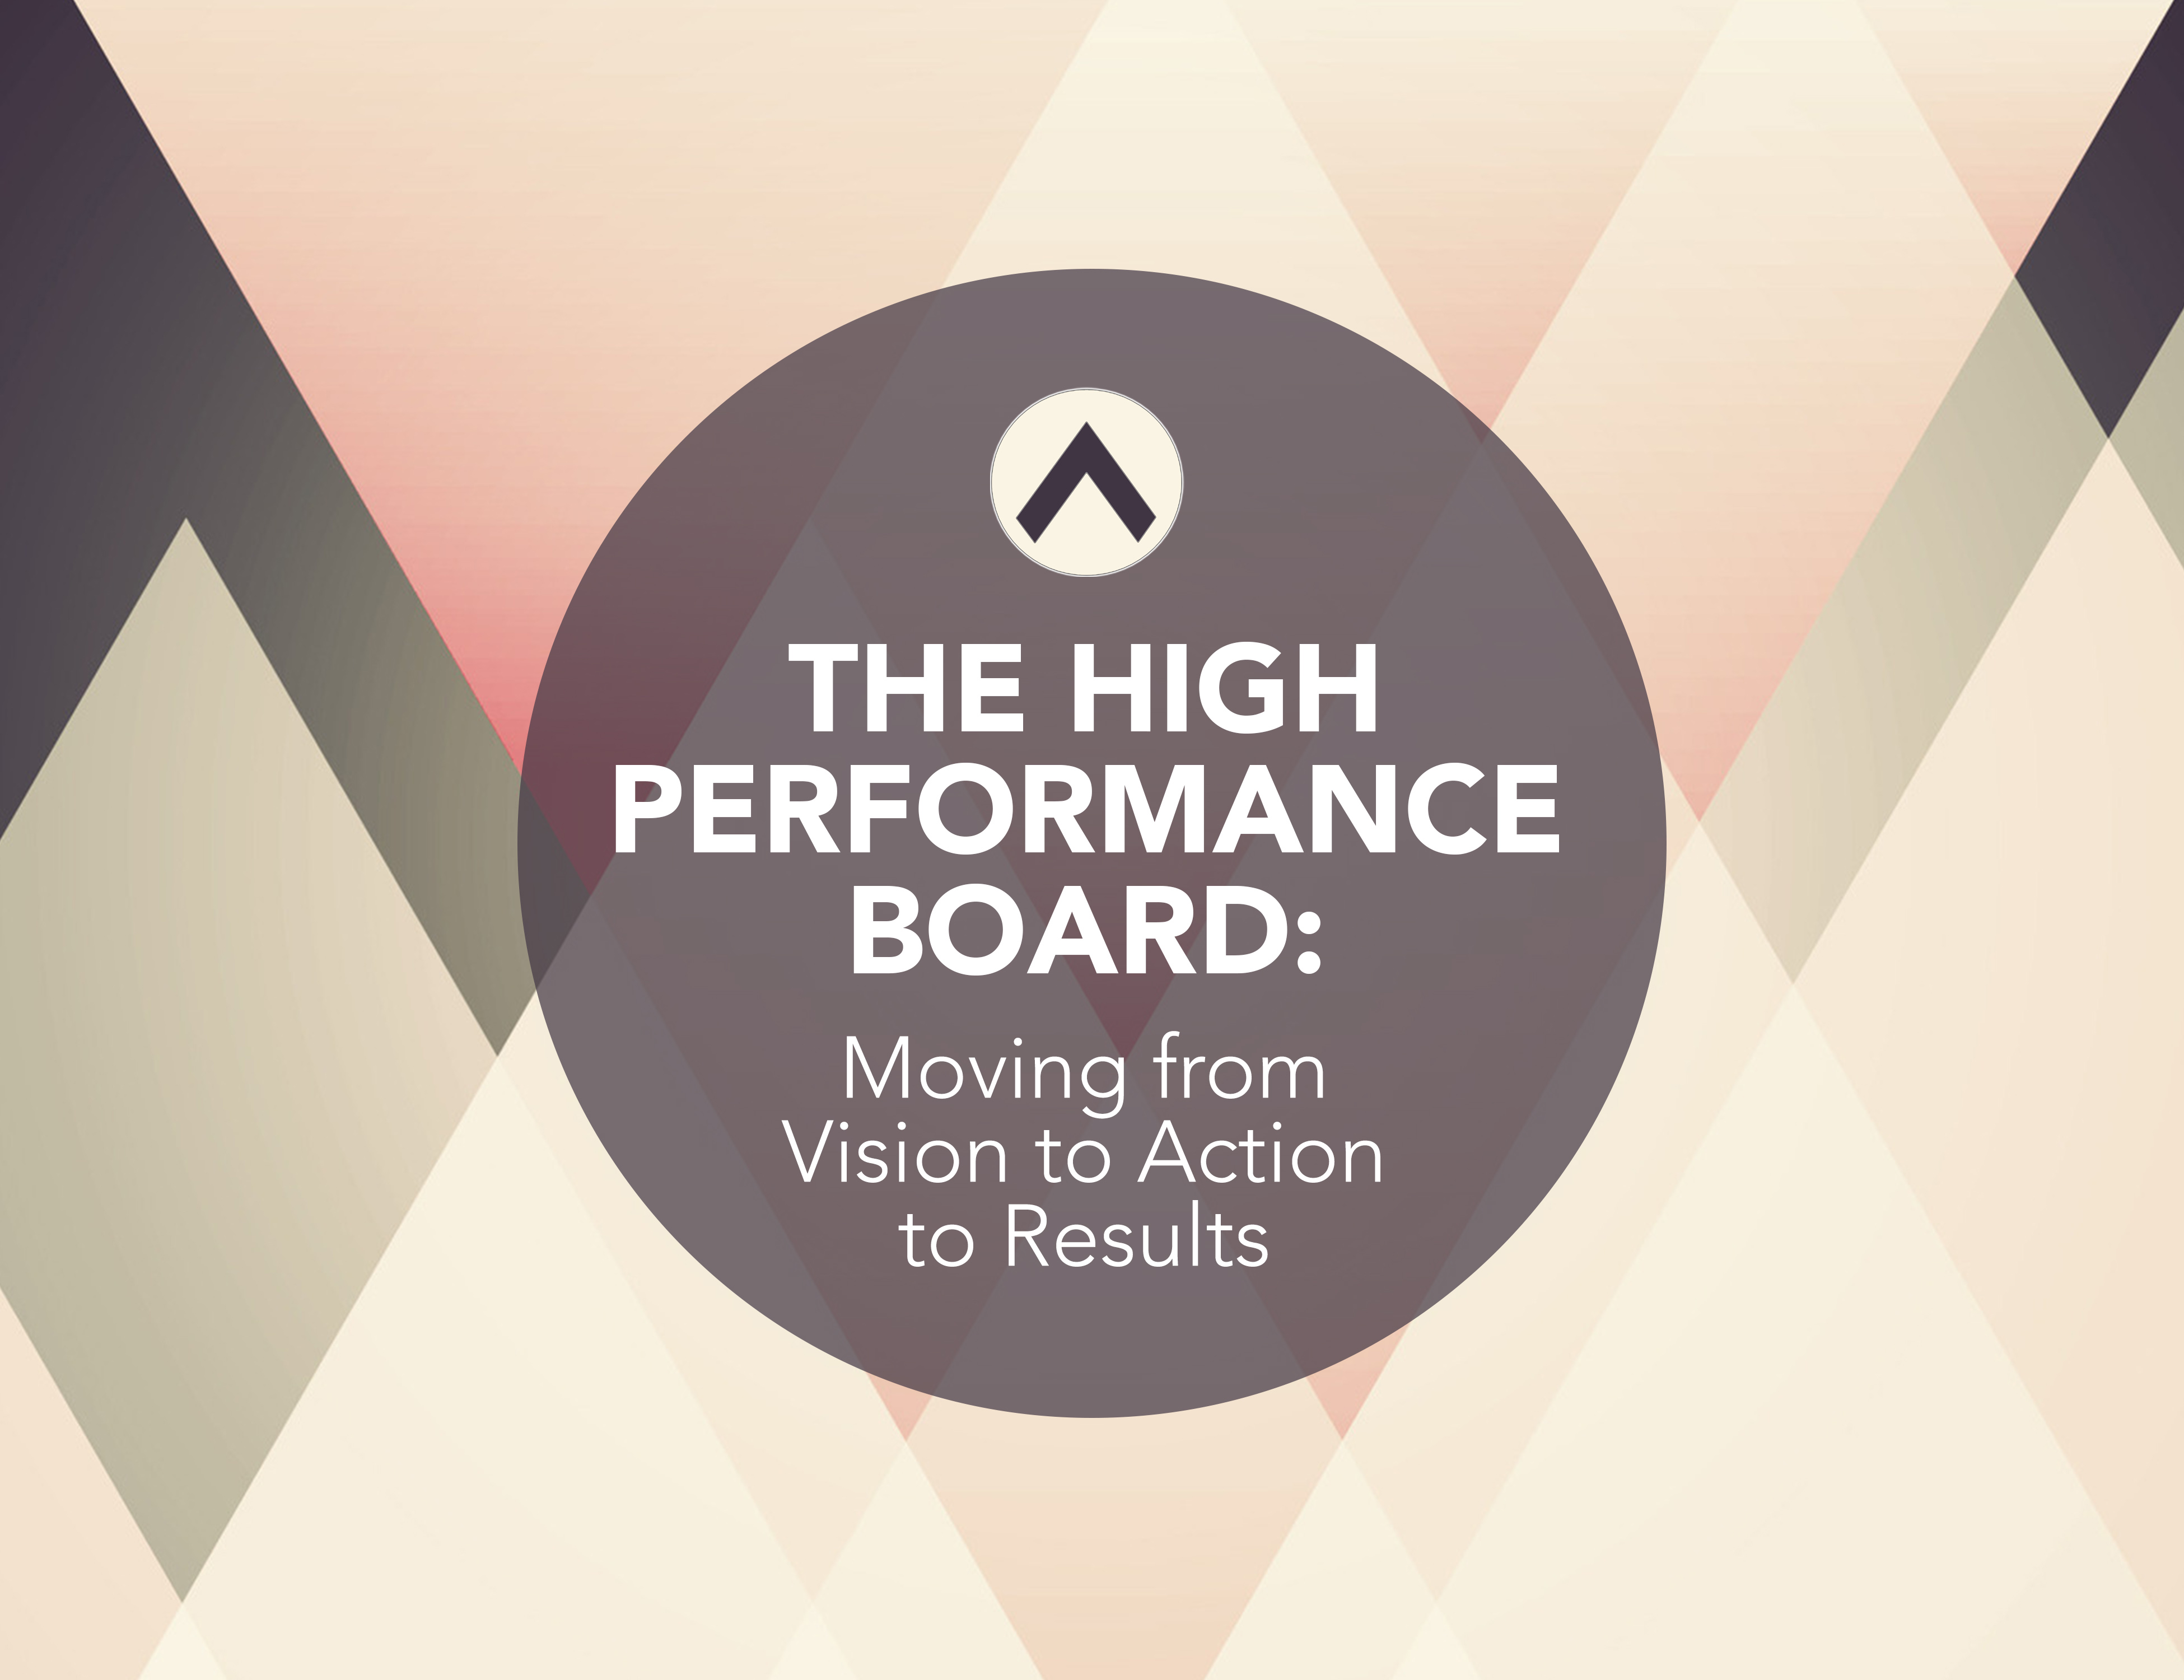 THE HIGH
PERFORMANCE
BOARD:
Moving from
Vision to Action
to Results